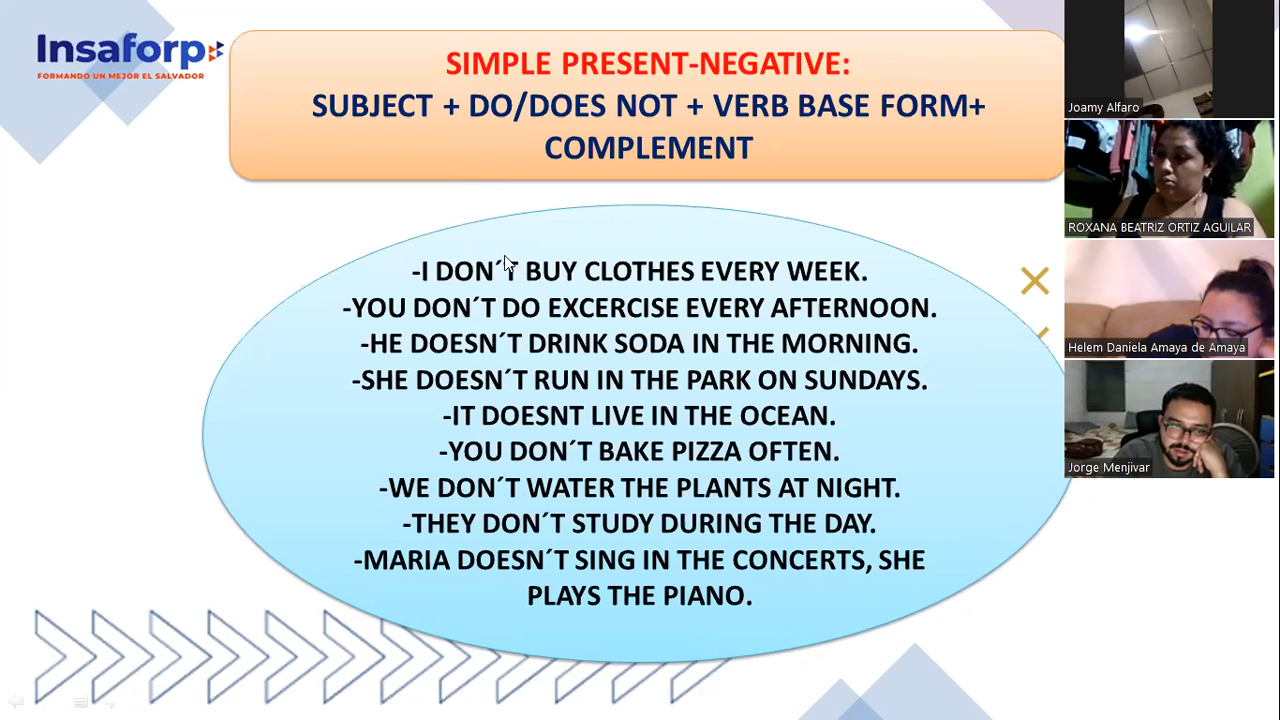 Insaforp
FORMANDO UN MEJOR EL SALVADOR
SIMPLE PRESENT-NEGATIVE:
SUBJECT + DO/DOES NOT + VERB BASE FORM+
COMPLEMENT
-I DON´T BUY CLOTHES EVERY WEEK.
-YOU DON´T DO EXCERCISE EVERY AFTERNOON.
-HE DOESN´T DRINK SODA IN THE MORNING.
-SHE DOESN´T RUN IN THE PARK ON SUNDAYS.
-IT DOESNT LIVE IN THE OCEAN.
-YOU DON´T BAKE PIZZA OFTEN.
-WE DON´T WATER THE PLANTS AT NIGHT.
-THEY DON´T STUDY DURING THE DAY.
-MARIA DOESN´T SING IN THE CONCERTS, SHE
PLAYS THE PIANO.
Joamy Alfaro
ROXANA BEATRIZ ORTIZ AGUILAR
Helem Daniela Amaya de Amaya
Jorge Menjivar